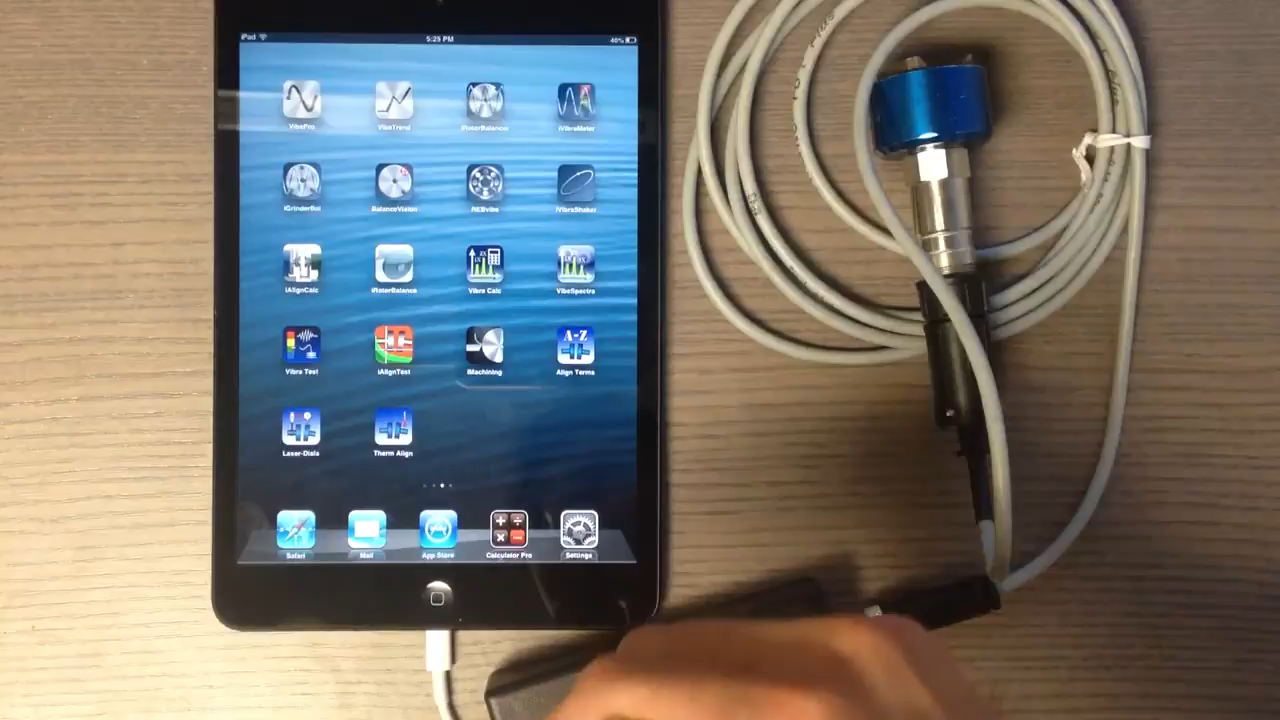 iPad 5:25 PM 40%
VibePro VibeTrend iRotorBalancer iVibraMeter
iGrinderBal BalanceVision REBvibe iVibraShaker
iAlignCalc iRotorBalance Vibra Calc VibeSpectra
A-Z
Vibra Test iAlignTest iMachining Align Terms
Laser-Dials Therm Align
Safari Mail App Store Calculator Pro Settings